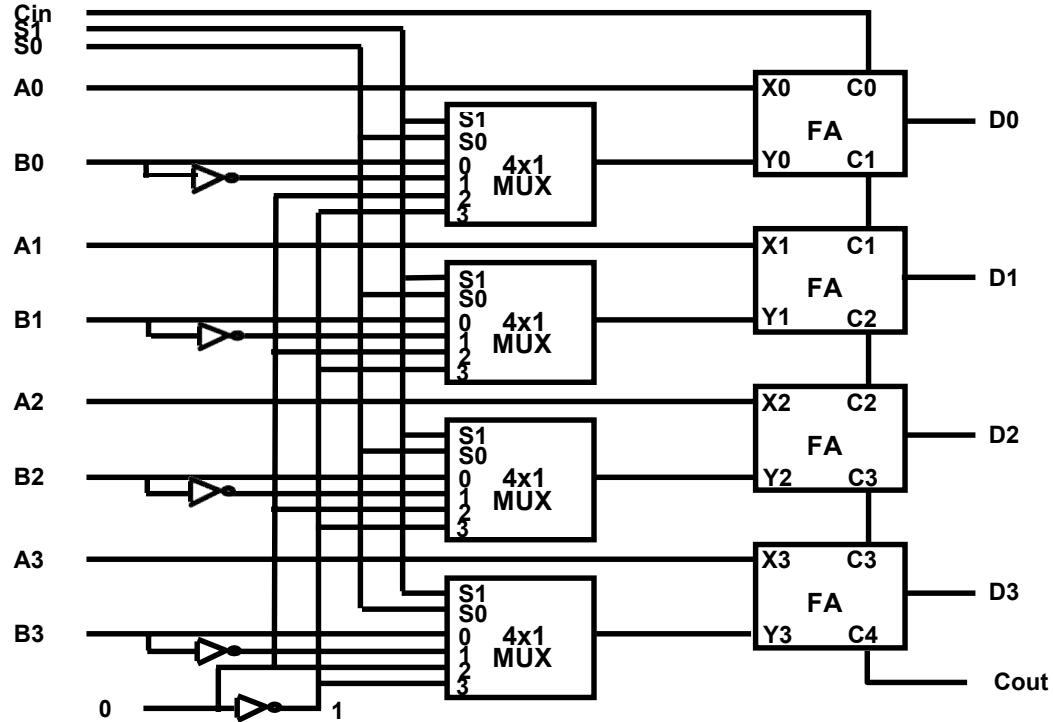 Cin
S1
S0
A0
X0 C0
S1
D0
FA
S0
4x1
B0
0
Y0 C1
1
MUX
2
3
A1
X1 C1
S1
D1
FA
S0
B1
0
4x1
Y1 C2
1
MUX
2
3
A2
X2 C2
S1
D2
FA
S0
B2
0
4x1
Y2 C3
1
MUX
2
3
A3
X3 C3
S1
D3
FA
S0
B3
0
4x1
Y3 C4
1
MUX
2
3
Cout
0
1